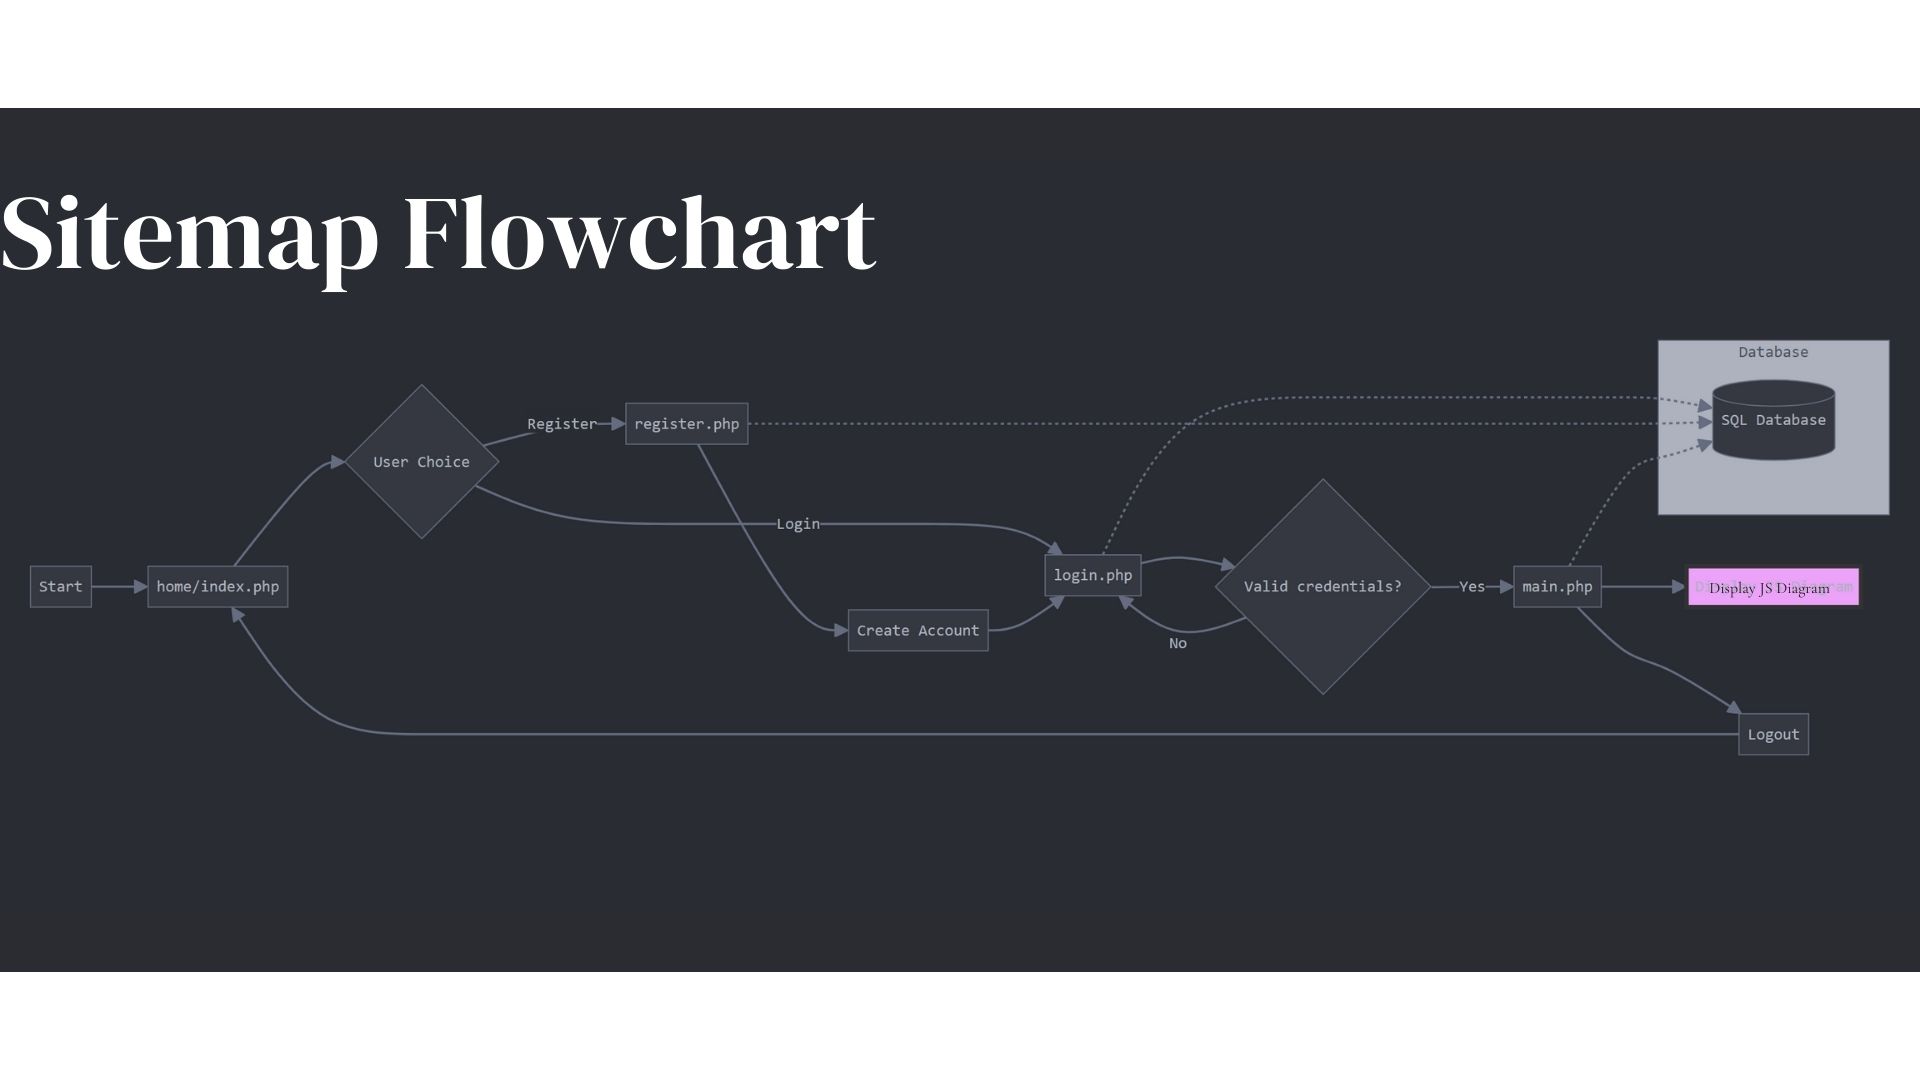 Sitemap Flowchart
Database
SQL Database
Register
register.php
User Choice
Login
login.php
Start
home/index.php
Valid credentials?
Yes
main.php
Display JS Diagram
Create Account
No
Logout